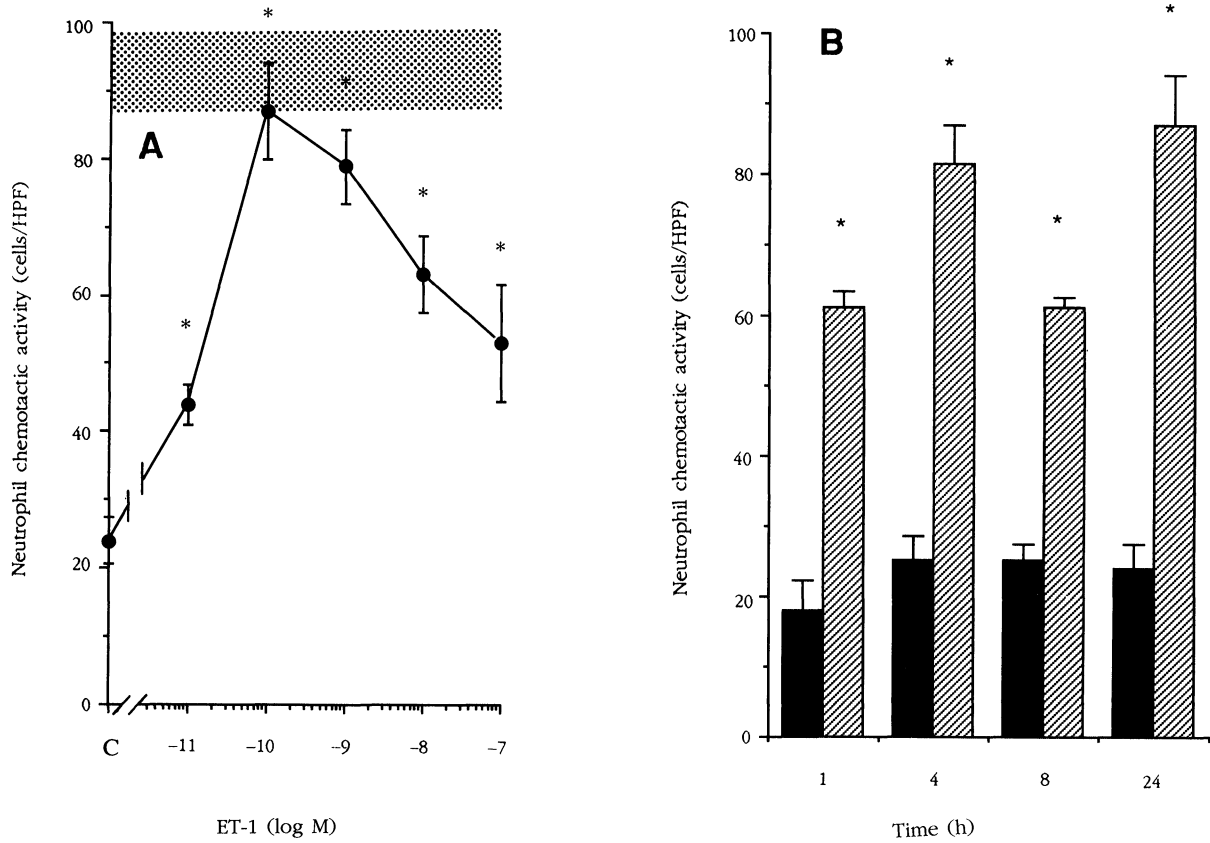 A
Neutrophil chemotactic activity (cells/HPF)
100
80
60
40
20
0
*
*
*
*
*
C -11 -10 -9 -8 -7
ET-1 (log M)
B
Neutrophil chemotactic activity (cells/HPF)
100
80
60
40
20
0
*
*
*
*
1 4 8 24
Time (h)